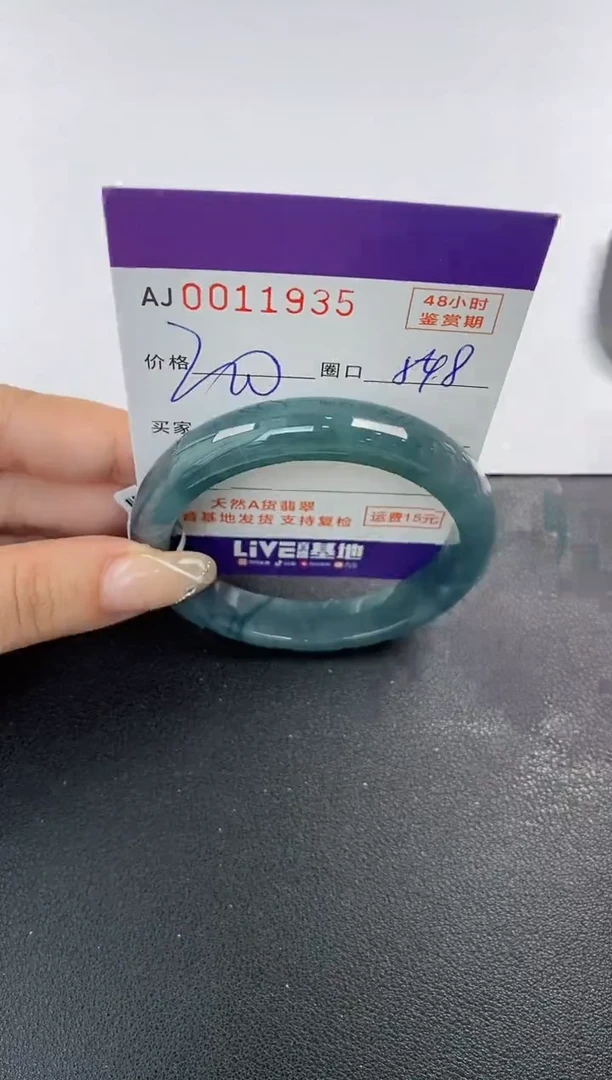 AJ 0011935
48小时
鉴赏期
价格 200 圈口 54.8
买家
天然A货翡翠
基地发货 支持复检 运费15元
LiVE 基地